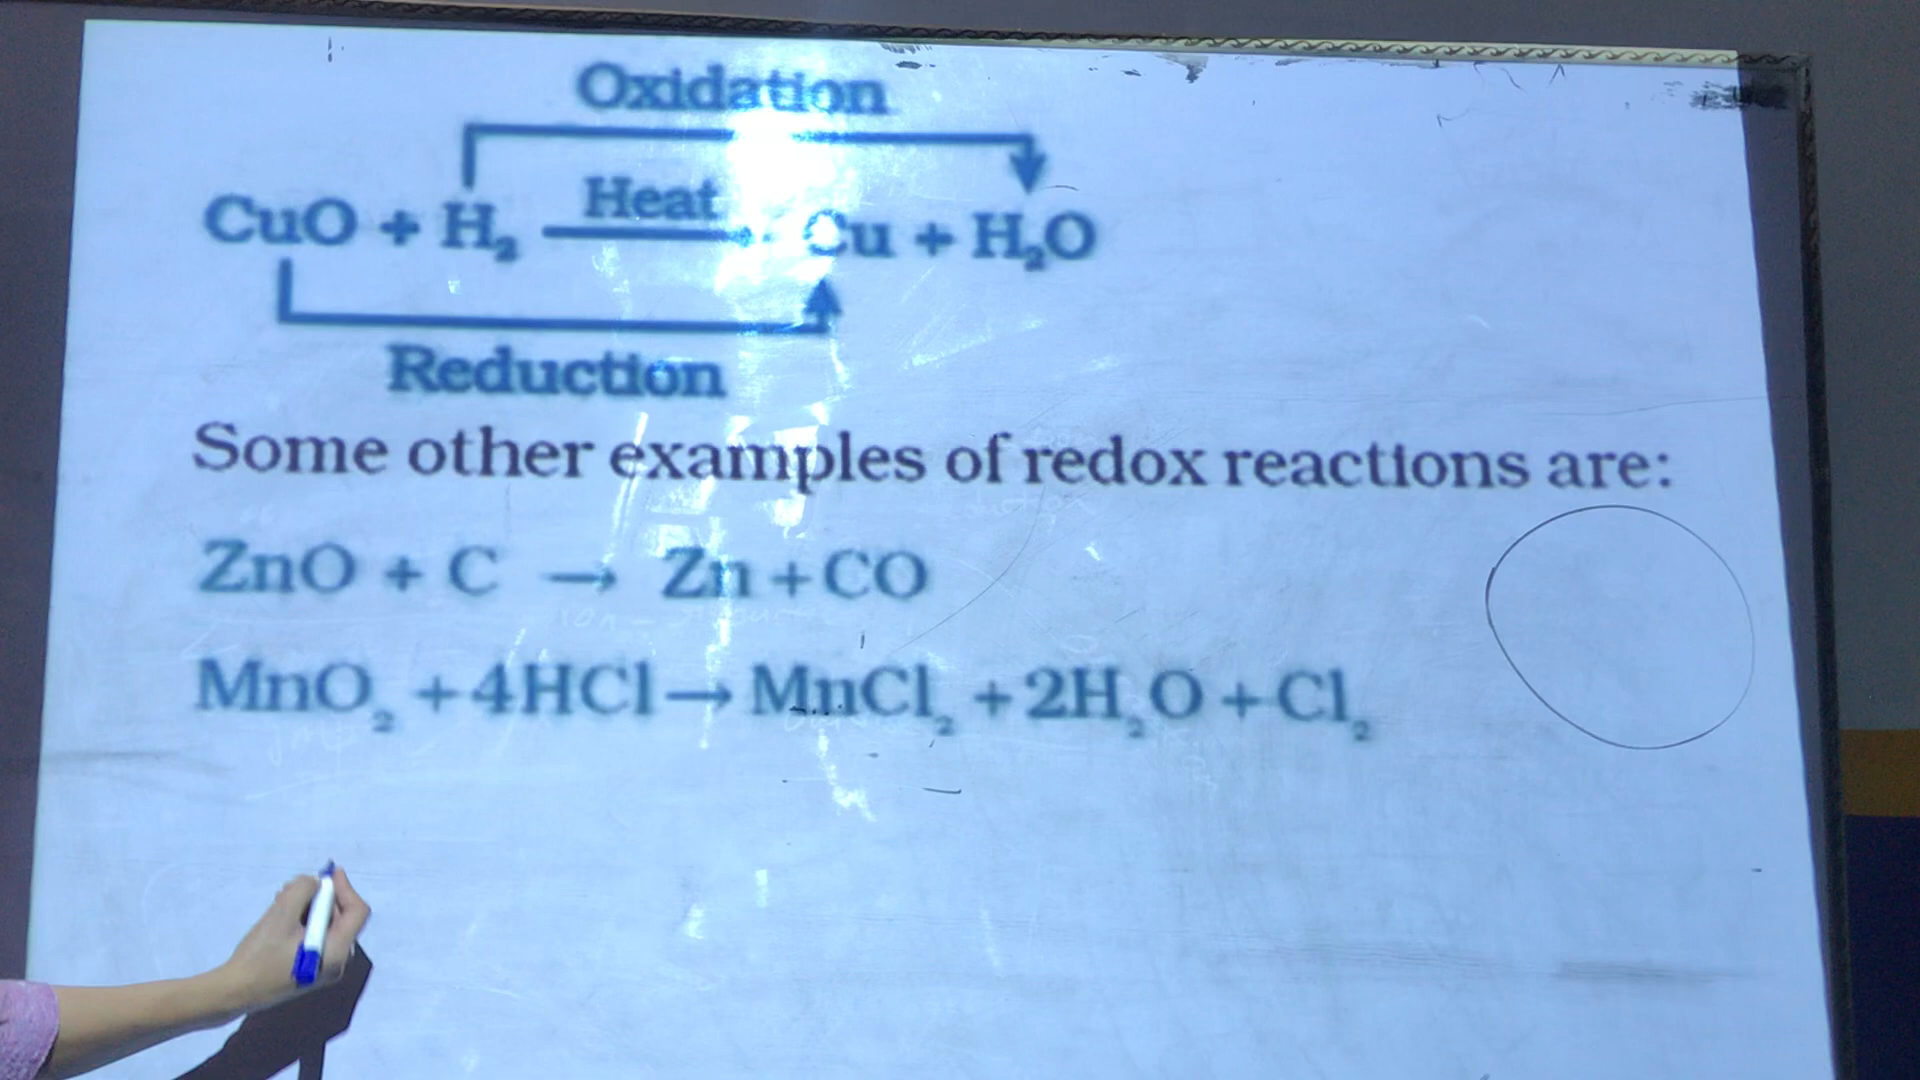 Oxidation
Heat
CuO + H₂ → Cu + H₂O
Reduction
Some other examples of redox reactions are:
ZnO + C → Zn + CO
MnO₂ + 4HCl → MnCl₂ + 2H₂O + Cl₂